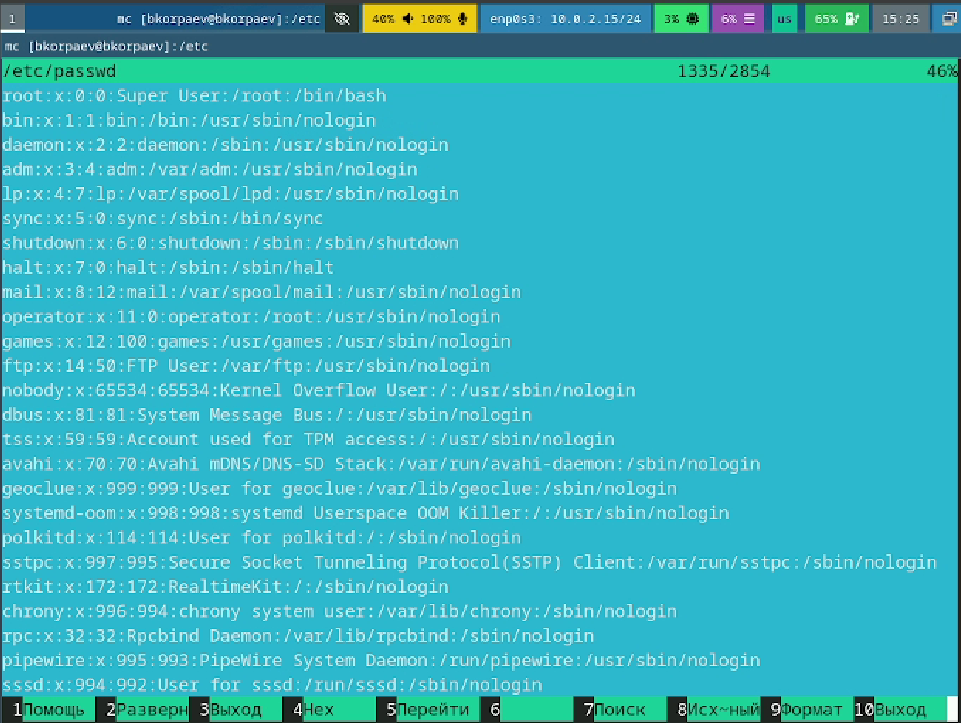 1 mc [bkorpaev@bkorpaev]:/etc 40% 100% enp0s3: 10.0.2.15/24 3% 6% us 65% 15:25
mc [bkorpaev@bkorpaev]:/etc
/etc/passwd 1335/2854 46%
root:x:0:0:Super User:/root:/bin/bash
bin:x:1:1:bin:/bin:/usr/sbin/nologin
daemon:x:2:2:daemon:/sbin:/usr/sbin/nologin
adm:x:3:4:adm:/var/adm:/usr/sbin/nologin
lp:x:4:7:lp:/var/spool/lpd:/usr/sbin/nologin
sync:x:5:0:sync:/sbin:/bin/sync
shutdown:x:6:0:shutdown:/sbin:/sbin/shutdown
halt:x:7:0:halt:/sbin:/sbin/halt
mail:x:8:12:mail:/var/spool/mail:/usr/sbin/nologin
operator:x:11:0:operator:/root:/usr/sbin/nologin
games:x:12:100:games:/usr/games:/usr/sbin/nologin
ftp:x:14:50:FTP User:/var/ftp:/usr/sbin/nologin
nobody:x:65534:65534:Kernel Overflow User:/:/usr/sbin/nologin
dbus:x:81:81:System Message Bus:/:/usr/sbin/nologin
tss:x:59:59:Account used for TPM access:/:/usr/sbin/nologin
avahi:x:70:70:Avahi mDNS/DNS-SD Stack:/var/run/avahi-daemon:/sbin/nologin
geoclue:x:999:999:User for geoclue:/var/lib/geoclue:/sbin/nologin
systemd-oom:x:998:998:systemd Userspace OOM Killer:/:/usr/sbin/nologin
polkitd:x:114:114:User for polkitd:/:/sbin/nologin
sstpc:x:997:995:Secure Socket Tunneling Protocol(SSTP) Client:/var/run/sstpc:/sbin/nologin
rtkit:x:172:172:RealtimeKit:/:/sbin/nologin
chrony:x:996:994:chrony system user:/var/lib/chrony:/sbin/nologin
rpc:x:32:32:Rpcbind Daemon:/var/lib/rpcbind:/sbin/nologin
pipewire:x:995:993:PipeWire System Daemon:/run/pipewire:/usr/sbin/nologin
sssd:x:994:992:User for sssd:/run/sssd:/sbin/nologin
1Помощь 2Разверн 3Выход 4Hex 5Перейти 6 7Поиск 8Исх~ный 9Формат 10Выход